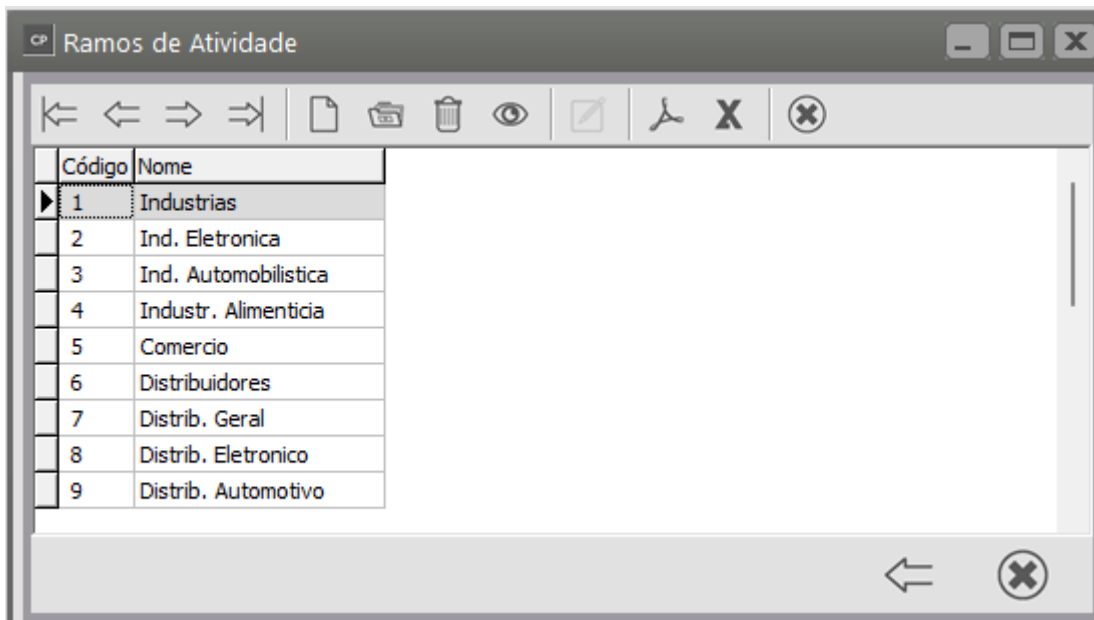 CP Ramos de Atividade
Código Nome
1 Industrias
2 Ind. Eletronica
3 Ind. Automobilistica
4 Industr. Alimenticia
5 Comercio
6 Distribuidores
7 Distrib. Geral
8 Distrib. Eletronico
9 Distrib. Automotivo